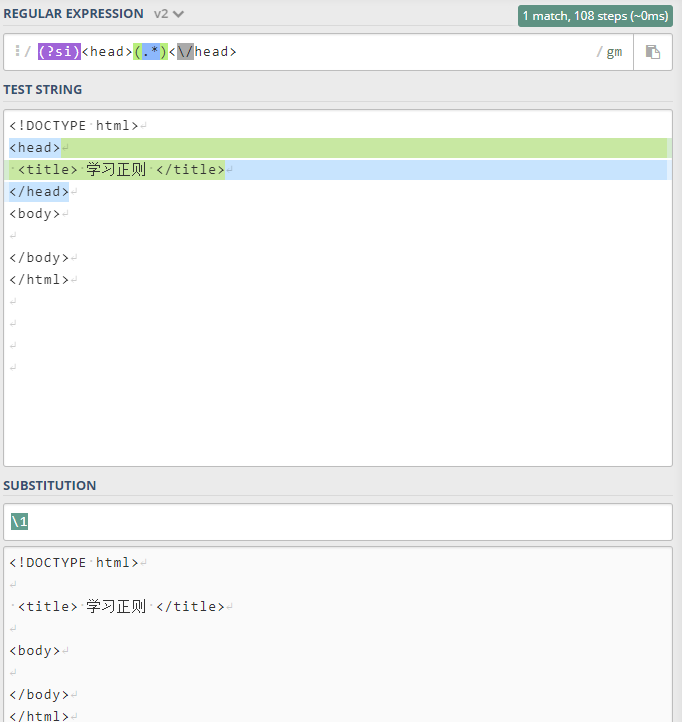 REGULAR EXPRESSION v2 1 match, 108 steps (~0ms)
/ (?si)<head>(.*)<\/head> / gm
TEST STRING
<!DOCTYPE html>
<head>
<title> 学习正则 </title>
</head>
<body>
</body>
</html>
SUBSTITUTION
\1
<!DOCTYPE html>
<title> 学习正则 </title>
<body>
</body>
</html>